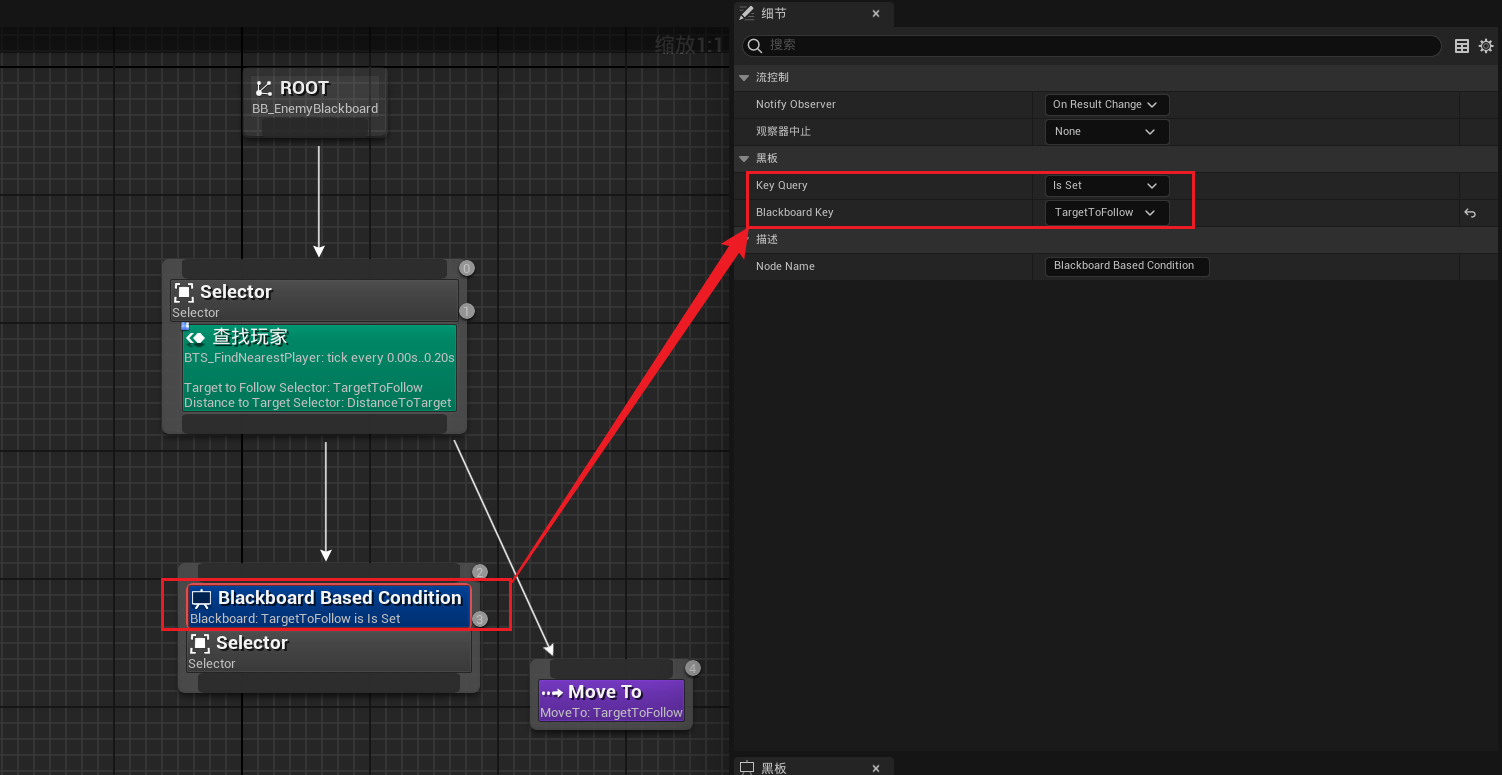 缩放1:1
ROOT
BB_EnemyBlackboard
0
Selector
1
Selector
查找玩家
BTS_FindNearestPlayer: tick every 0.00s..0.20s
Target to Follow Selector: TargetToFollow
Distance to Target Selector: DistanceToTarget
2
Blackboard Based Condition
Blackboard: TargetToFollow is Is Set
3
Selector
Selector
4
Move To
MoveTo: TargetToFollow
细节
搜索
流控制
Notify Observer On Result Change
观察器中止 None
黑板
Key Query Is Set
Blackboard Key TargetToFollow
描述
Node Name Blackboard Based Condition
黑板